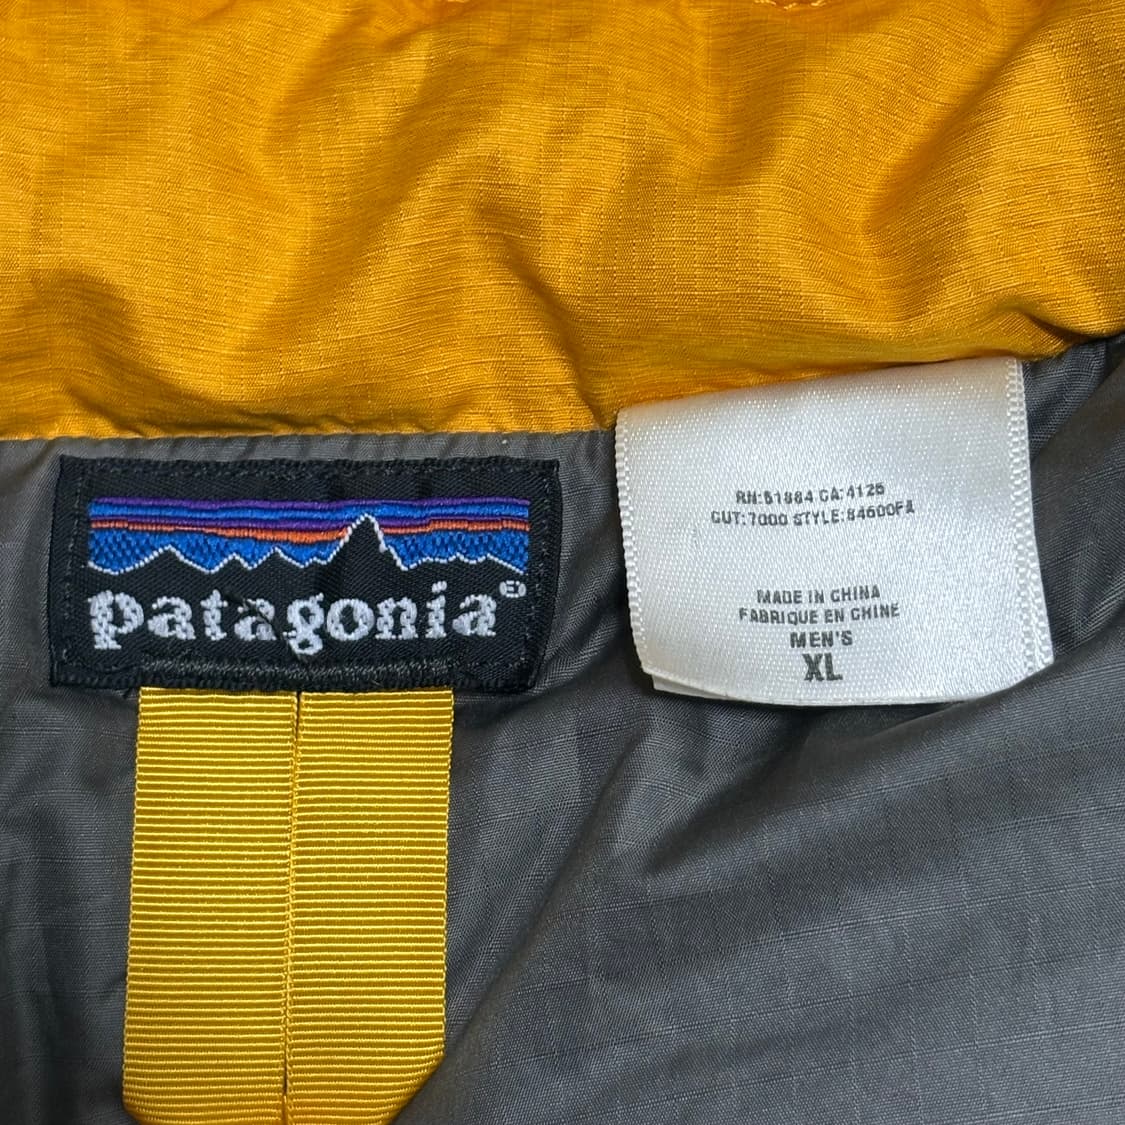 patagonia®
RN:51884 CA:4125
CUT:7000 STYLE:84600FA
MADE IN CHINA
FABRIQUE EN CHINE
MEN'S
XL